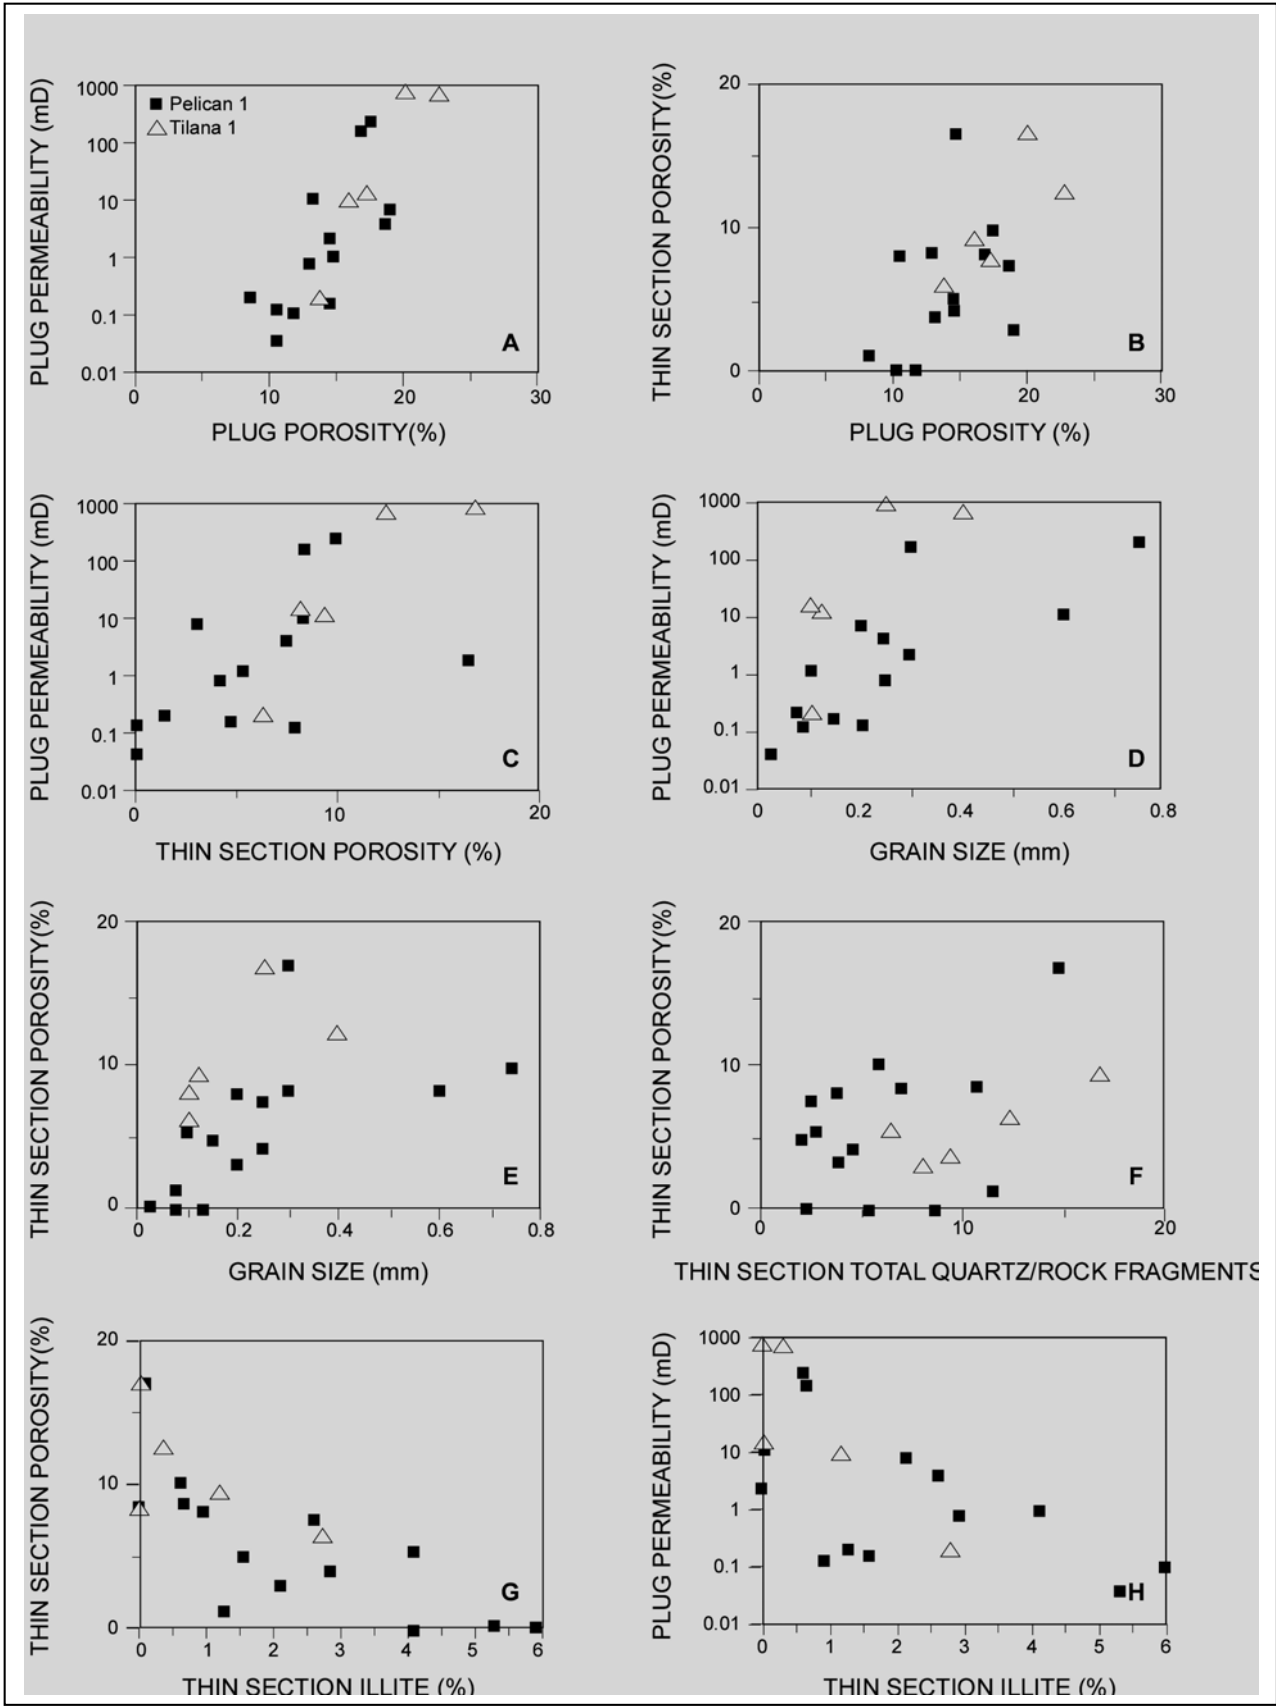 PLUG PERMEABILITY (mD)
1000
100
10
1
0.1
0.01
Pelican 1
Tilana 1
A
0
10
20
30
PLUG POROSITY(%)
THIN SECTION POROSITY(%)
20
10
0
B
0
10
20
30
PLUG POROSITY (%)
PLUG PERMEABILITY (mD)
1000
100
10
1
0.1
0.01
C
0
10
20
THIN SECTION POROSITY (%)
PLUG PERMEABILITY (mD)
1000
100
10
1
0.1
0.01
D
0
0.2
0.4
0.6
0.8
GRAIN SIZE (mm)
THIN SECTION POROSITY(%)
20
10
0
E
0
0.2
0.4
0.6
0.8
GRAIN SIZE (mm)
THIN SECTION POROSITY(%)
20
10
0
F
0
10
20
THIN SECTION TOTAL QUARTZ/ROCK FRAGMENTS
THIN SECTION POROSITY(%)
20
10
0
G
0
1
2
3
4
5
6
THIN SECTION ILLITE (%)
PLUG PERMEABILITY (mD)
1000
100
10
1
0.1
0.01
H
0
1
2
3
4
5
6
THIN SECTION ILLITE (%)